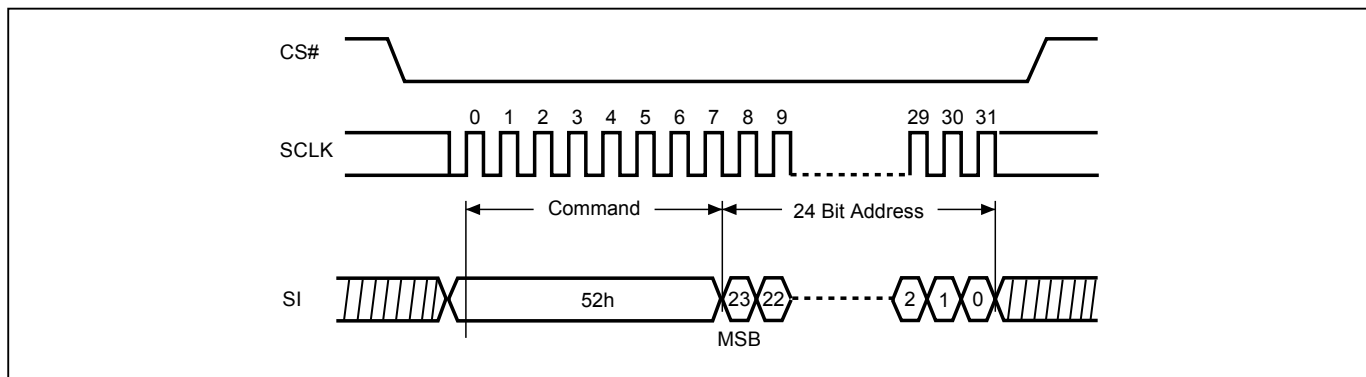 CS#
0 1 2 3 4 5 6 7 8 9 29 30 31
SCLK
Command 24 Bit Address
SI 52h 23 22 2 1 0
MSB